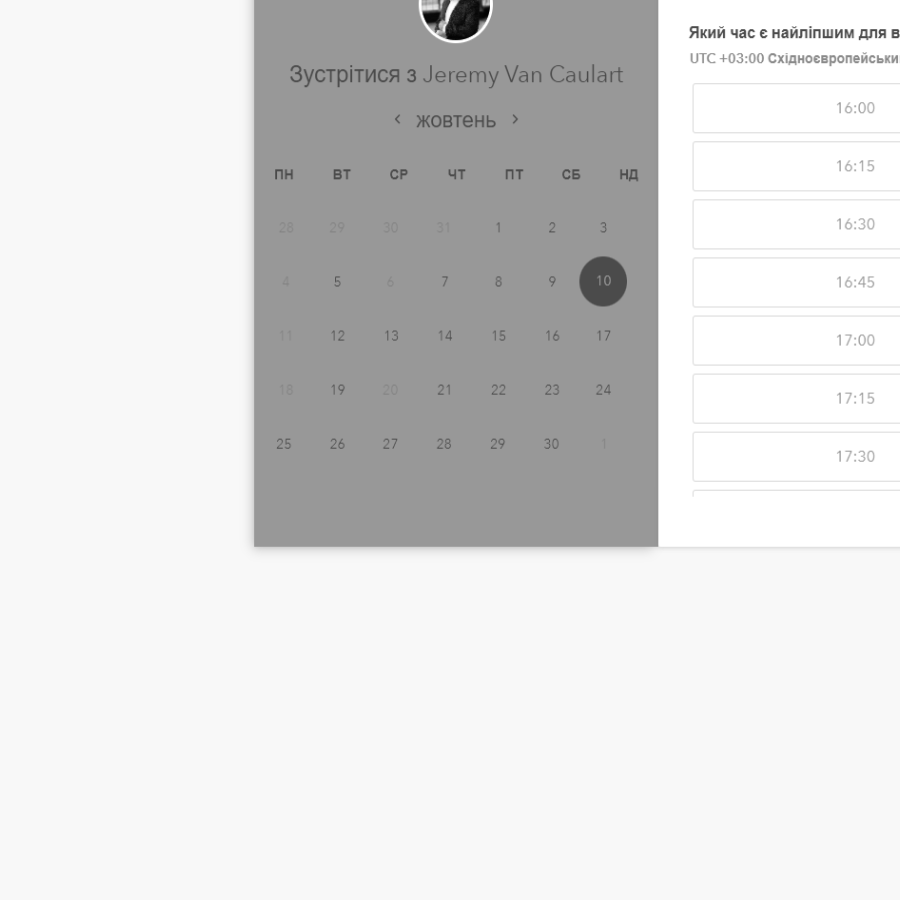 Зустрітися з Jeremy Van Caulart
‹ жовтень ›
ПН ВТ СР ЧТ ПТ СБ НД
28 29 30 31 1 2 3
4 5 6 7 8 9 10
11 12 13 14 15 16 17
18 19 20 21 22 23 24
25 26 27 28 29 30 1
Який час є найліпшим для в
UTC +03:00 Східноєвропейськи
16:00
16:15
16:30
16:45
17:00
17:15
17:30